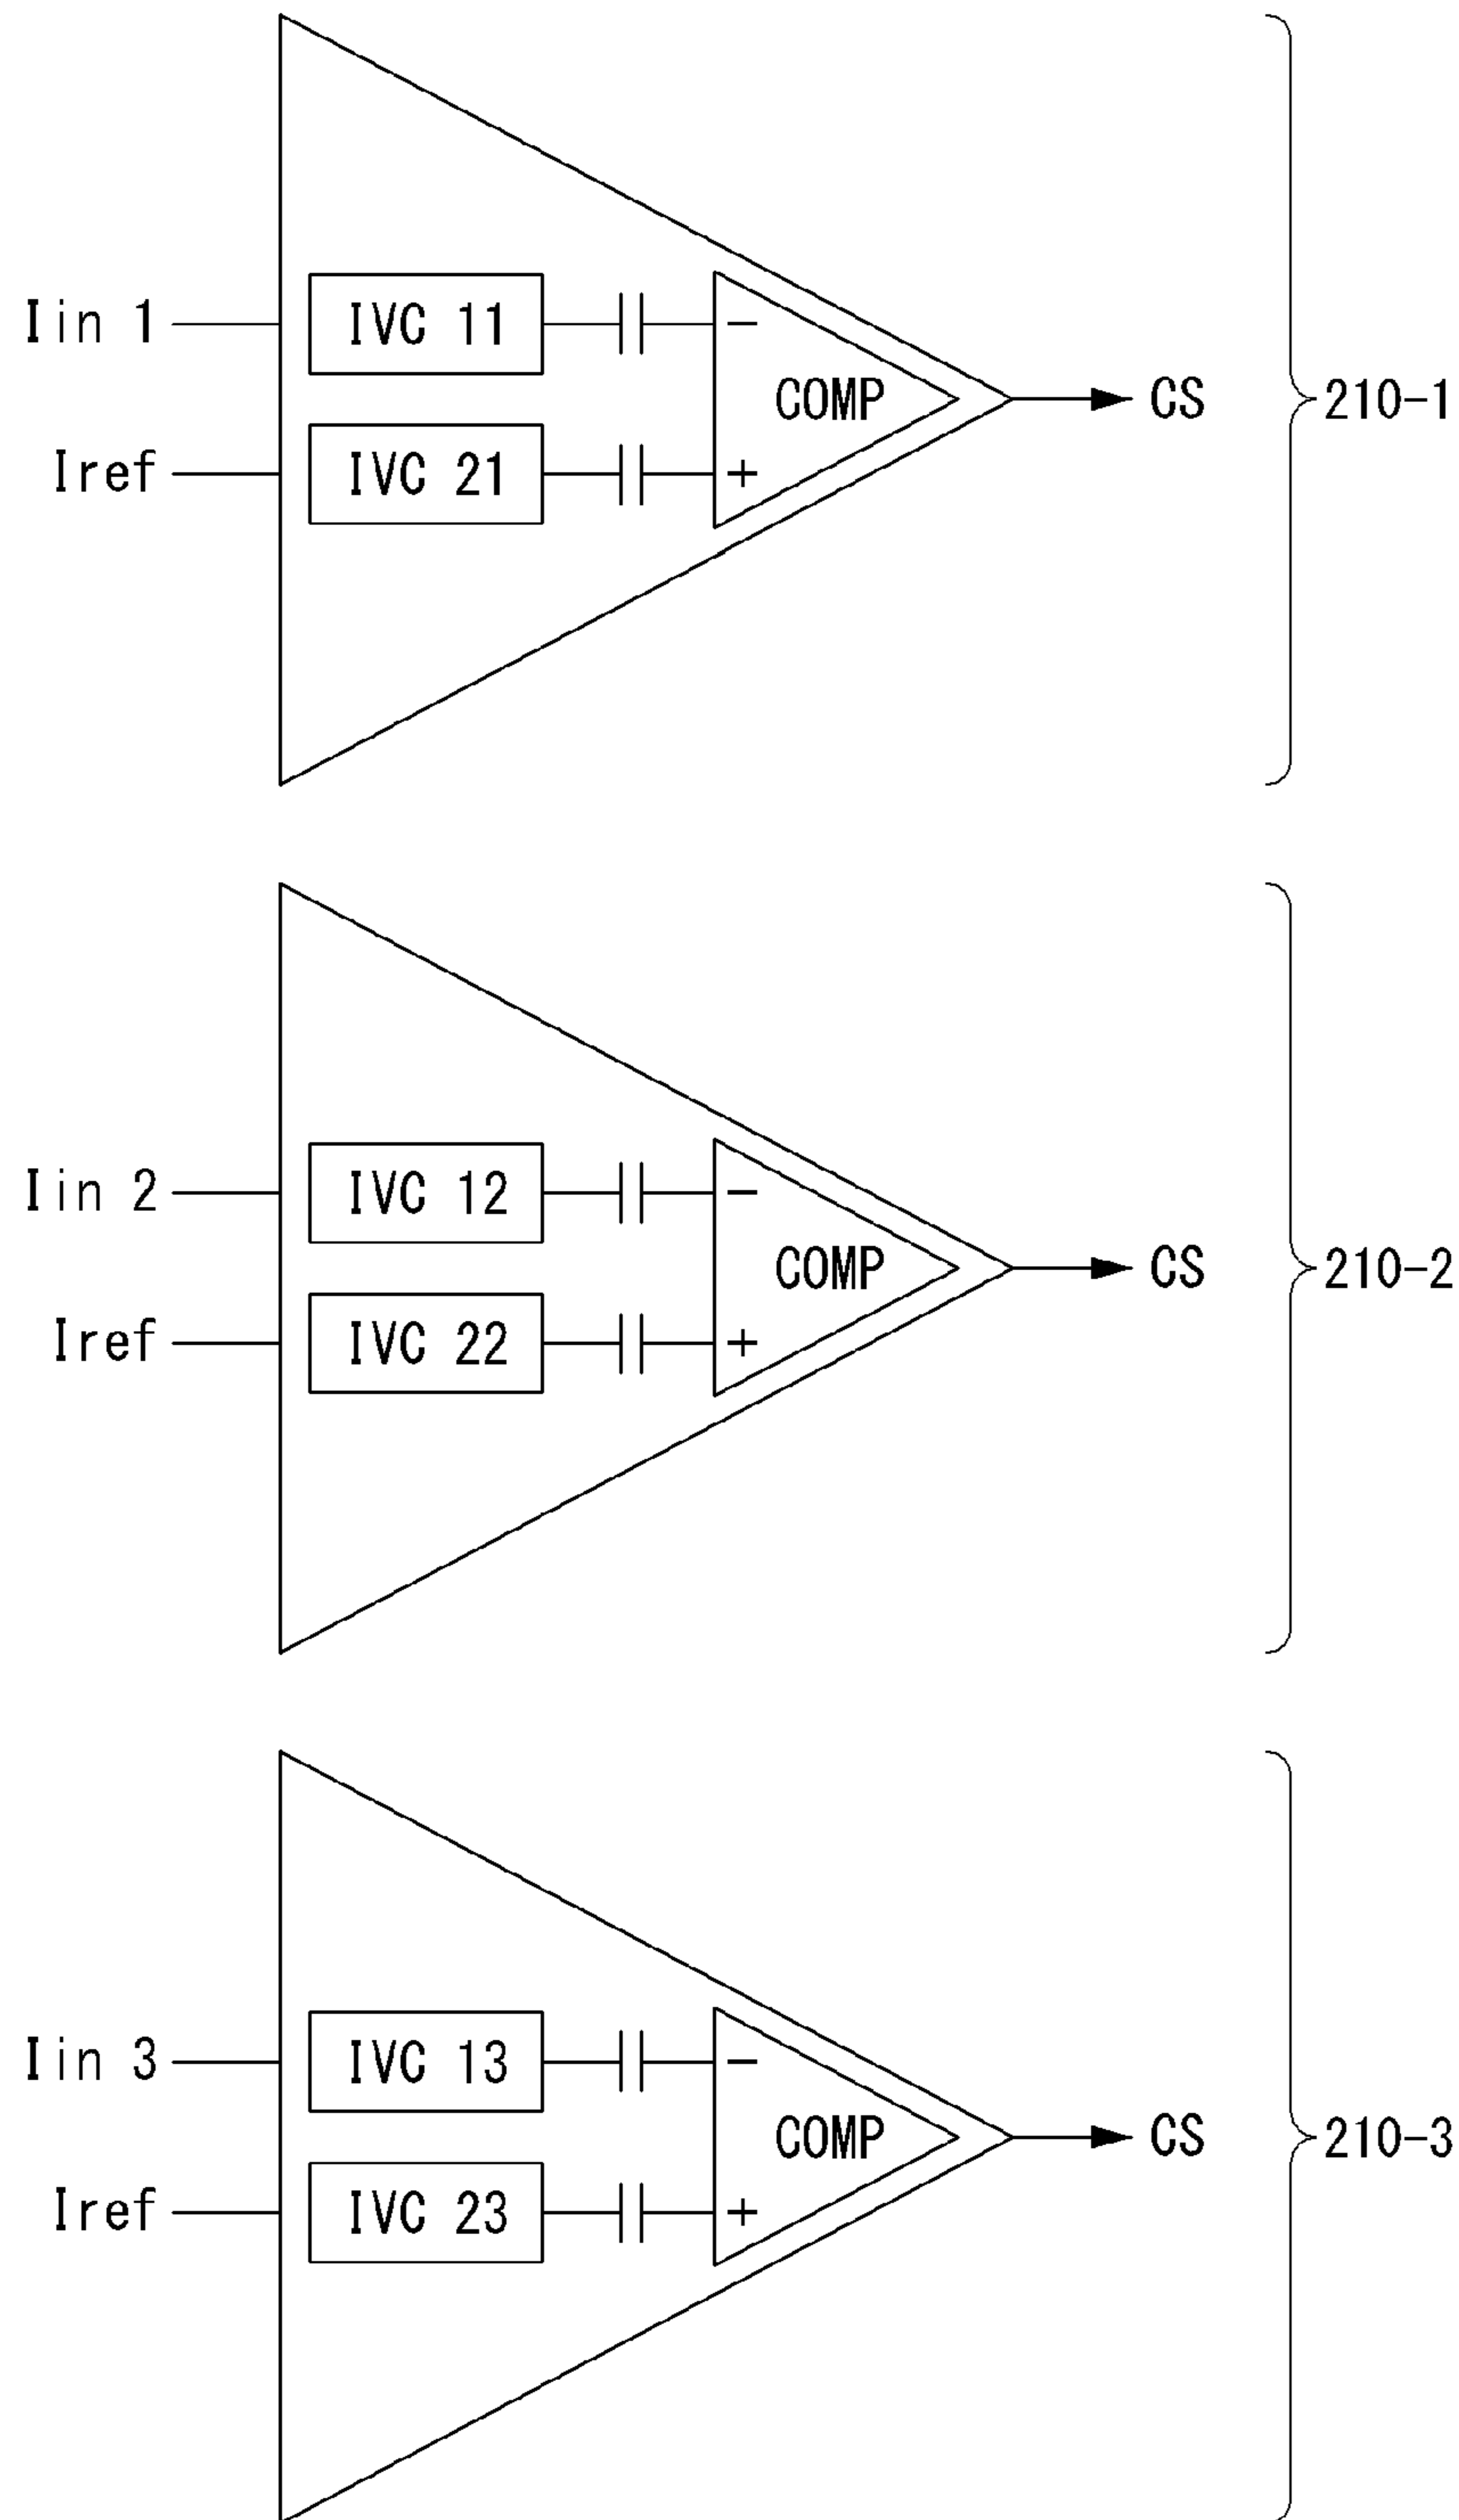 Iin 1
IVC 11
−
COMP
CS
210-1
Iref
IVC 21
+
Iin 2
IVC 12
−
COMP
CS
210-2
Iref
IVC 22
+
Iin 3
IVC 13
−
COMP
CS
210-3
Iref
IVC 23
+